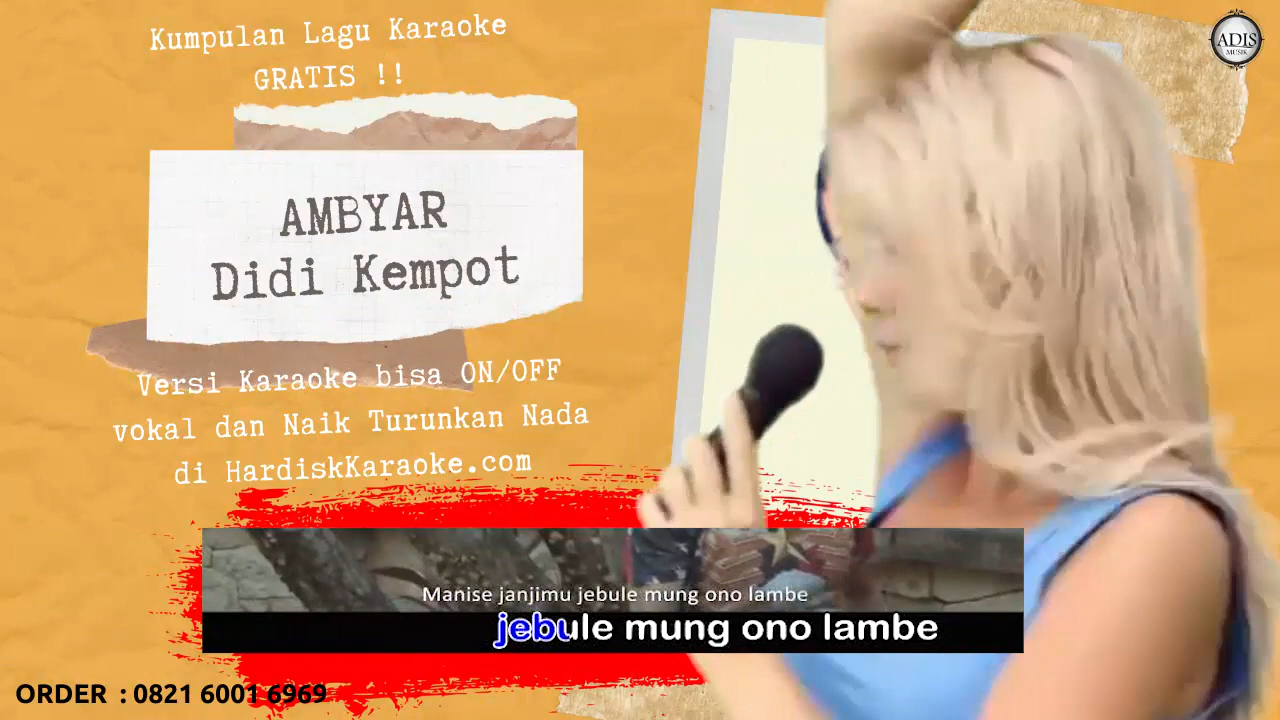 Kumpulan Lagu Karaoke
GRATIS !!
ADIS
MUSIK
AMBYAR
Didi Kempot
Versi Karaoke bisa ON/OFF
vokal dan Naik Turunkan Nada
di HardiskKaraoke.com
Manise janjimu jebule mung ono lambe
jebule mung ono lambe
ORDER : 0821 6001 6969